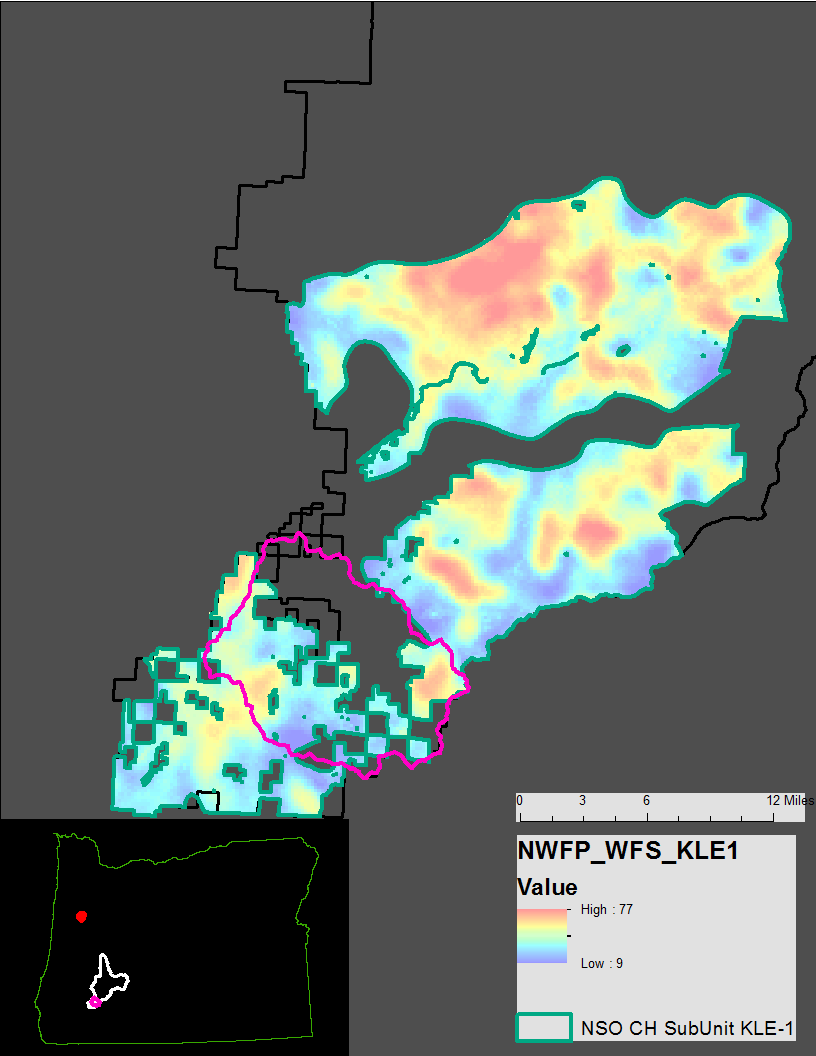 0 3 6 12 Miles
NWFP_WFS_KLE1
Value
High : 77
Low : 9
NSO CH SubUnit KLE-1